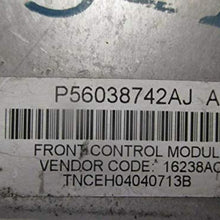 P56038742AJ A
FRONT CONTROL MODUL
VENDOR CODE: 16238AC
TNCEH04040713B